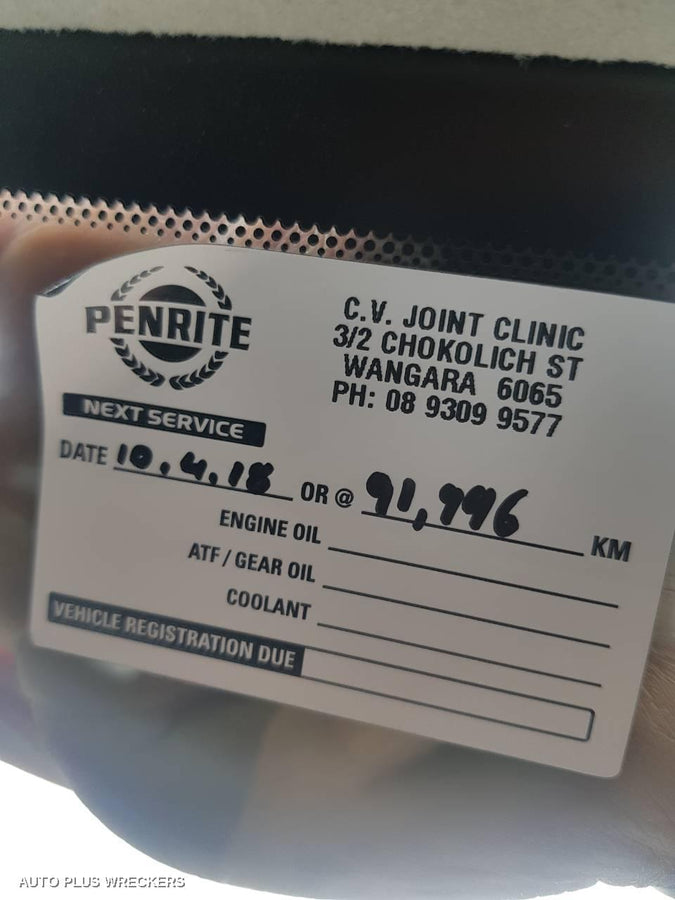 PENRITE
C.V. JOINT CLINIC
3/2 CHOKOLICH ST
WANGARA 6065
PH: 08 9309 9577
NEXT SERVICE
DATE 10.4.18 OR @ 91,996 KM
ENGINE OIL
ATF / GEAR OIL
COOLANT
VEHICLE REGISTRATION DUE
AUTO PLUS WRECKERS